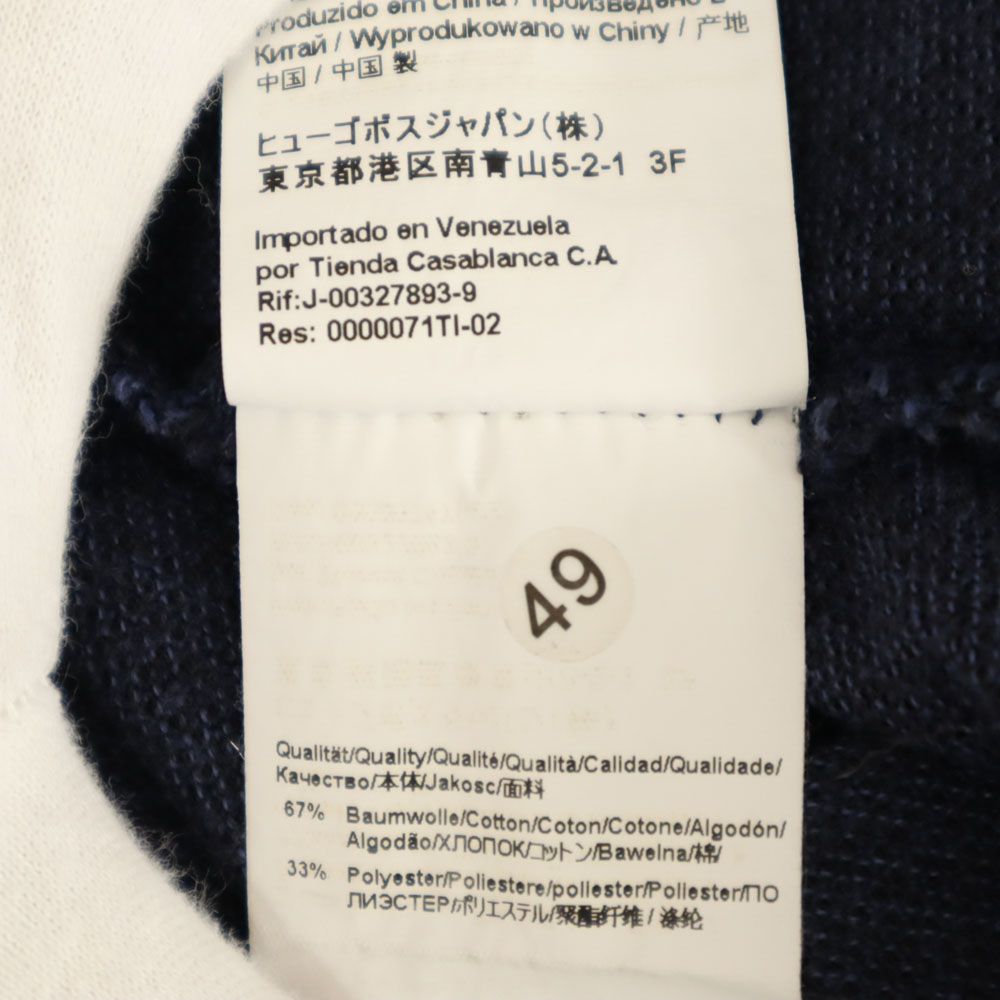 Produzido em China / Произведено в
Китай / Wyprodukowano w Chiny / 产地
中国 / 中国 製
ヒューゴボスジャパン(株)
東京都港区南青山5-2-1 3F
Importado en Venezuela
por Tienda Casablanca C.A.
Rif:J-00327893-9
Res: 0000071TI-02
49
Qualität/Quality/Qualité/Qualità/Calidad/Qualidade/
Качество/本体/Jakosc/面料
67% Baumwolle/Cotton/Coton/Cotone/Algodón/
Algodão/ХЛОПОК/コットン/Bawelna/棉/
33% Polyester/Poliestere/poliester/Poliester/ПО
ЛИЭСТЕР/ポリエステル/聚酯纤维 / 涤纶